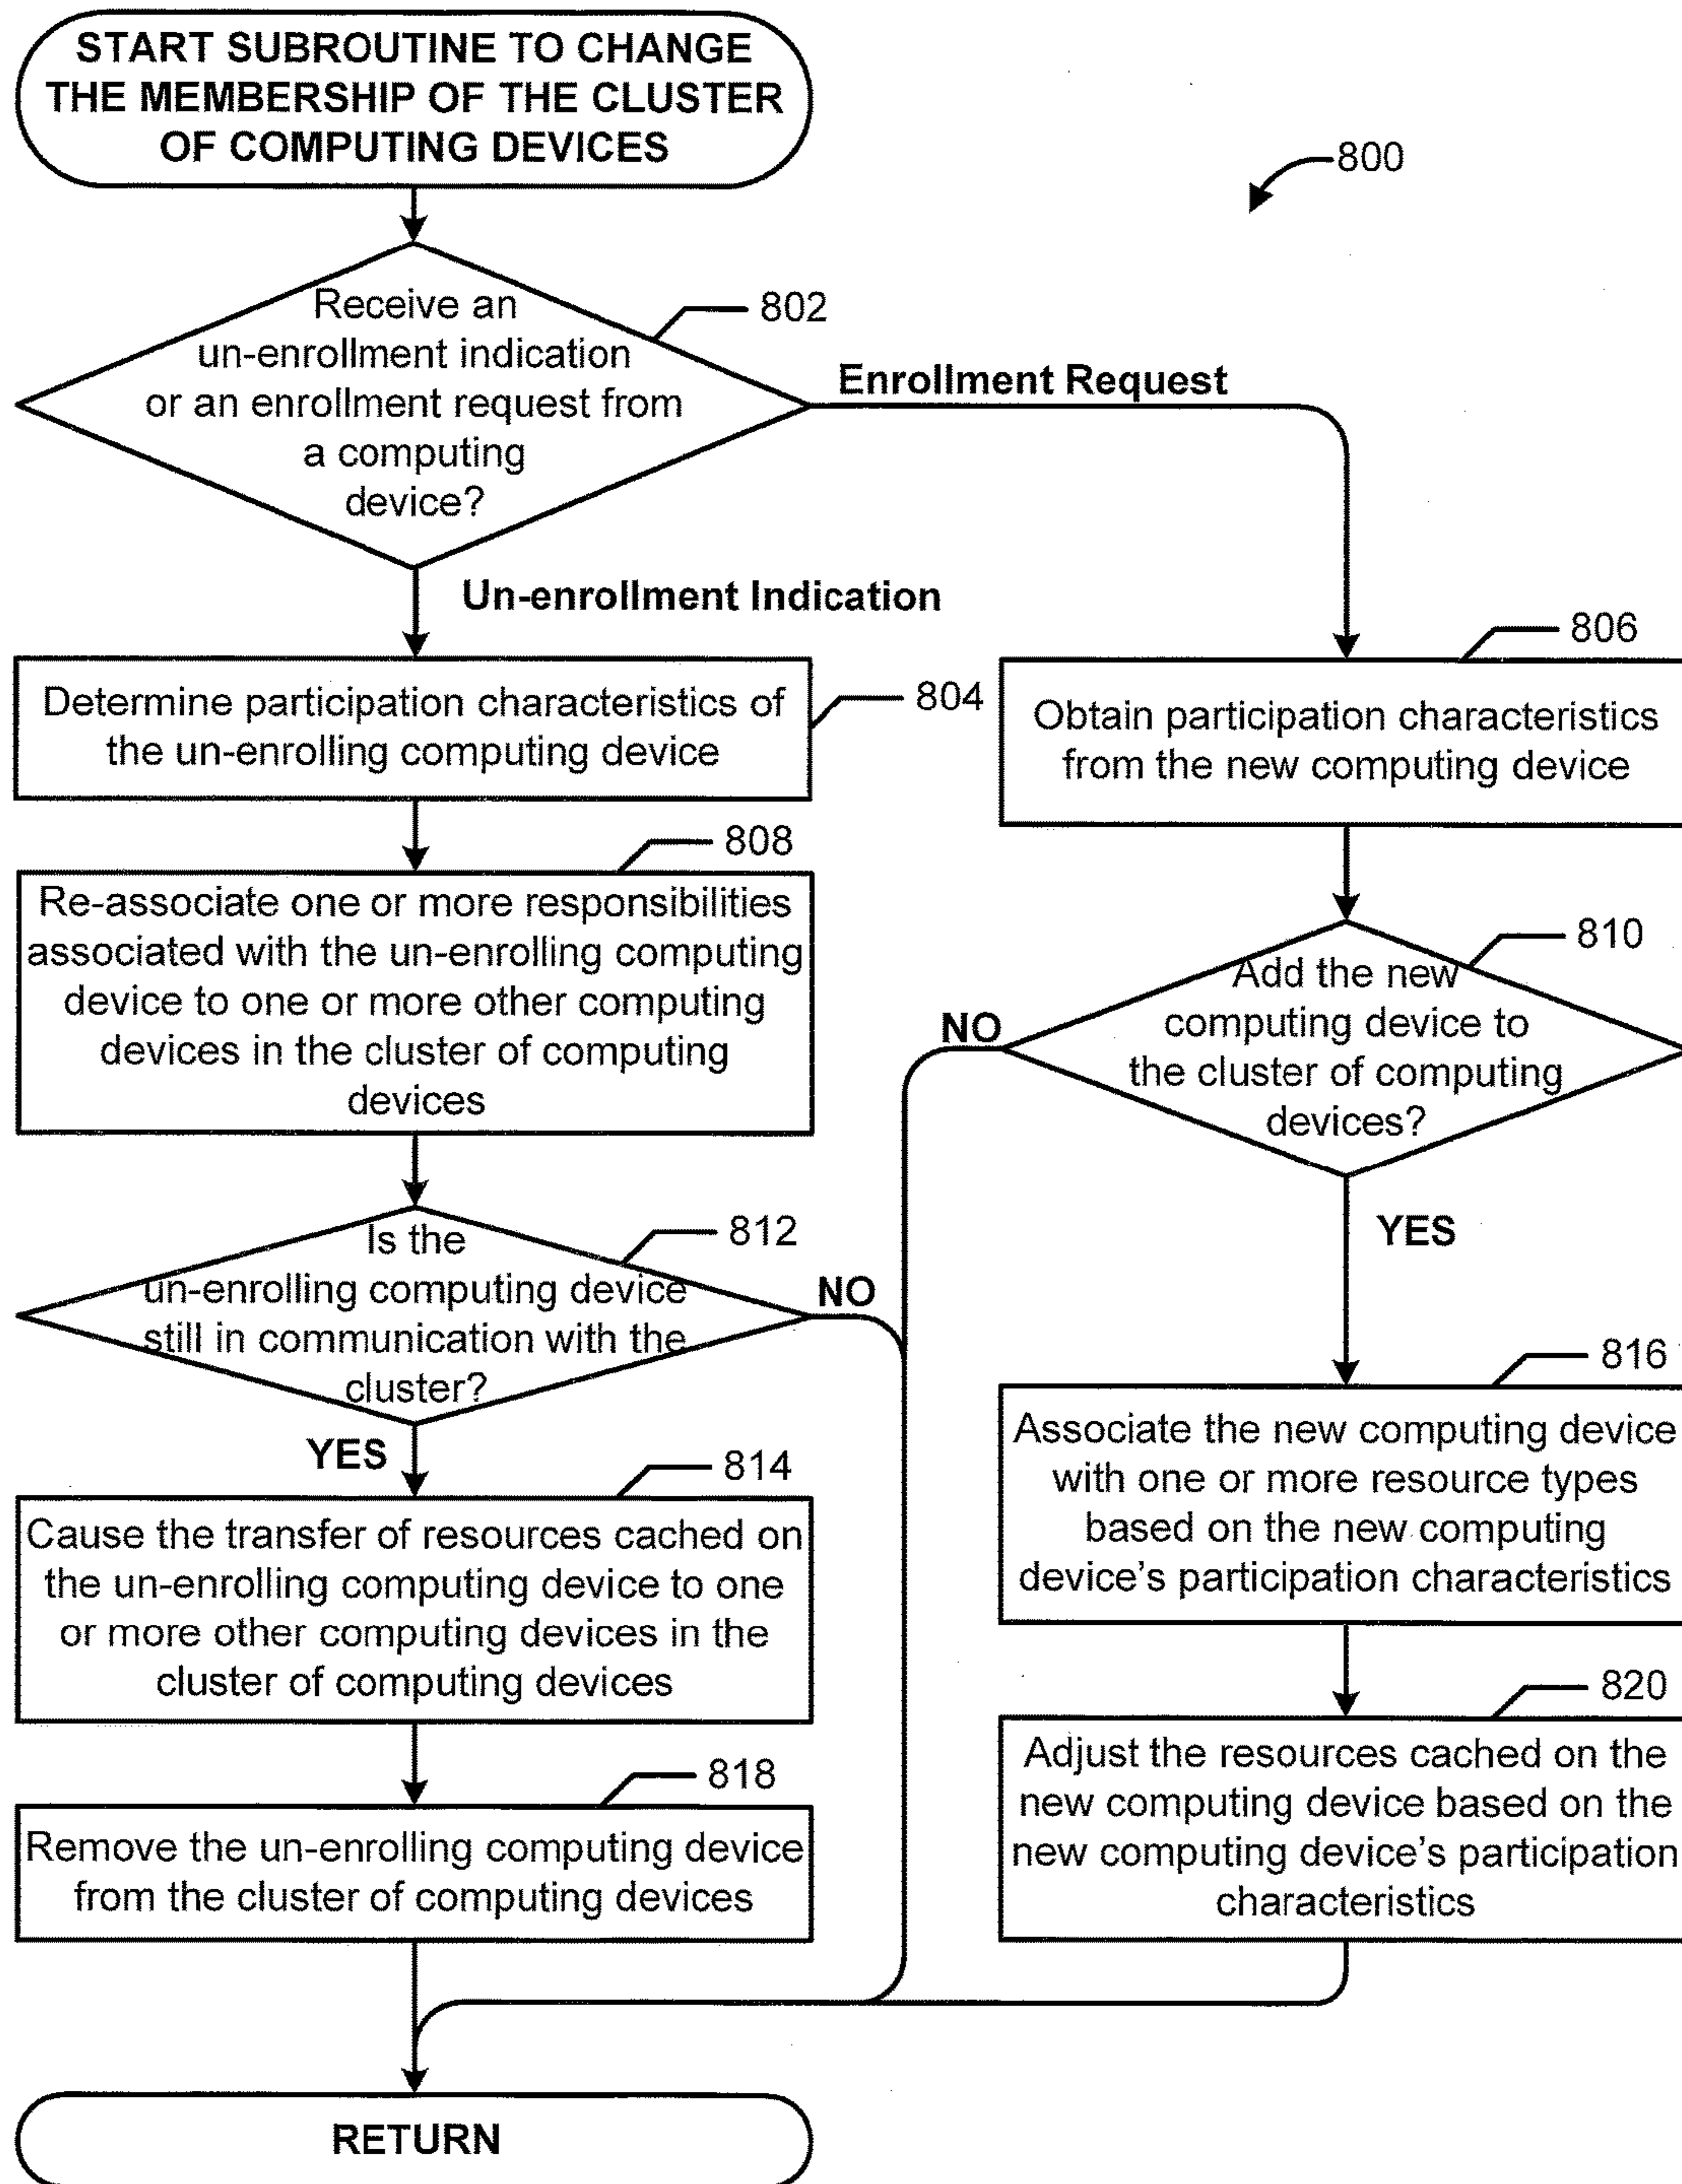 START SUBROUTINE TO CHANGE
THE MEMBERSHIP OF THE CLUSTER
OF COMPUTING DEVICES
800
Receive an
un-enrollment indication
or an enrollment request from
a computing
device?
802
Enrollment Request
Un-enrollment Indication
Determine participation characteristics of
the un-enrolling computing device
804
806
Obtain participation characteristics
from the new computing device
808
Re-associate one or more responsibilities
associated with the un-enrolling computing
device to one or more other computing
devices in the cluster of computing
devices
810
Add the new
computing device to
the cluster of computing
devices?
NO
YES
812
Is the
un-enrolling computing device
still in communication with the
cluster?
NO
YES
814
Cause the transfer of resources cached on
the un-enrolling computing device to one
or more other computing devices in the
cluster of computing devices
816
Associate the new computing device
with one or more resource types
based on the new computing
device's participation characteristics
818
Remove the un-enrolling computing device
from the cluster of computing devices
820
Adjust the resources cached on the
new computing device based on the
new computing device's participation
characteristics
RETURN